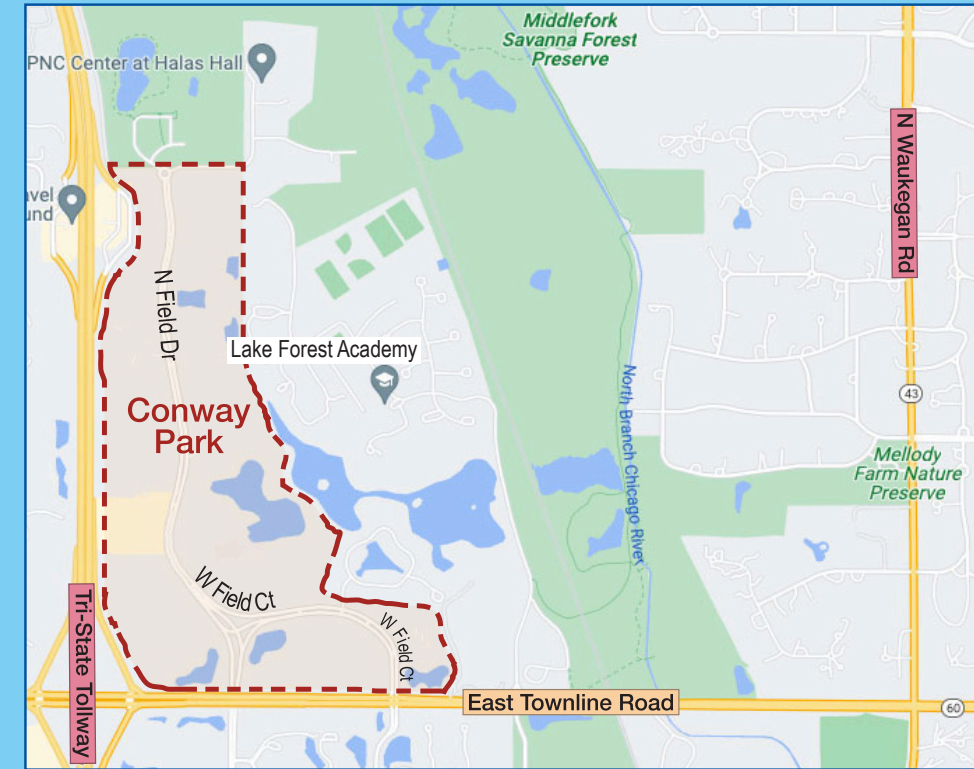 Middlefork
Savanna Forest
Preserve
PNC Center at Halas Hall
N Waukegan Rd
N Field Dr
Lake Forest Academy
43
Conway
Park
North Branch Chicago River
Mellody
Farm Nature
Preserve
W Field Ct
W Field Ct
Tri-State Tollway
East Townline Road
60